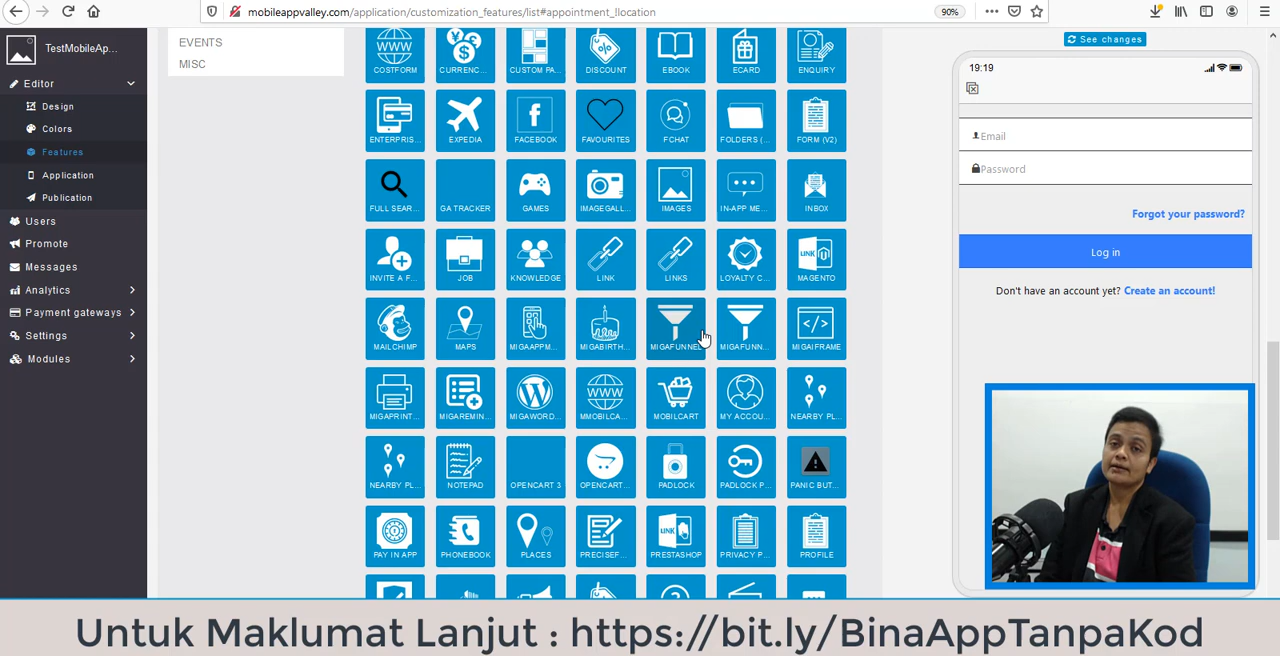 mobileappvalley.com/application/customization_features/list#appointment_llocation
90%
TestMobileAp...
Editor
Design
Colors
Features
Application
Publication
Users
Promote
Messages
Analytics
Payment gateways
Settings
Modules
EVENTS
MISC
COSTFORM
CURRENC...
CUSTOM PA...
DISCOUNT
EBOOK
ECARD
ENQUIRY
ENTERPRIS...
EXPEDIA
FACEBOOK
FAVOURITES
FCHAT
FOLDERS (...
FORM (V2)
FULL SEAR...
GA TRACKER
GAMES
IMAGEGALL...
IMAGES
IN-APP ME...
INBOX
INVITE A F...
JOB
KNOWLEDGE
LINK
LINKS
LOYALTY C...
LINK
MAGENTO
MAILCHIMP
MAPS
MIGAAPPM...
MIGABIRTH...
MIGAFUNNEL
MIGAFUNN...
MIGAIFRAME
MIGAPRINT...
MIGAREMIN...
MIGAWORD...
MMOBILCA...
MOBILCART
MY ACCOU...
NEARBY PL...
NEARBY PL...
NOTEPAD
OPENCART 3
OPENCART...
PADLOCK
PADLOCK P...
PANIC BUT...
PAY IN APP
PHONEBOOK
PLACES
PRECISEF...
LINK
PRESTASHOP
PRIVACY P...
PROFILE
See changes
19:19
Email
Password
Forgot your password?
Log in
Don't have an account yet? Create an account!
Untuk Maklumat Lanjut : https://bit.ly/BinaAppTanpaKod